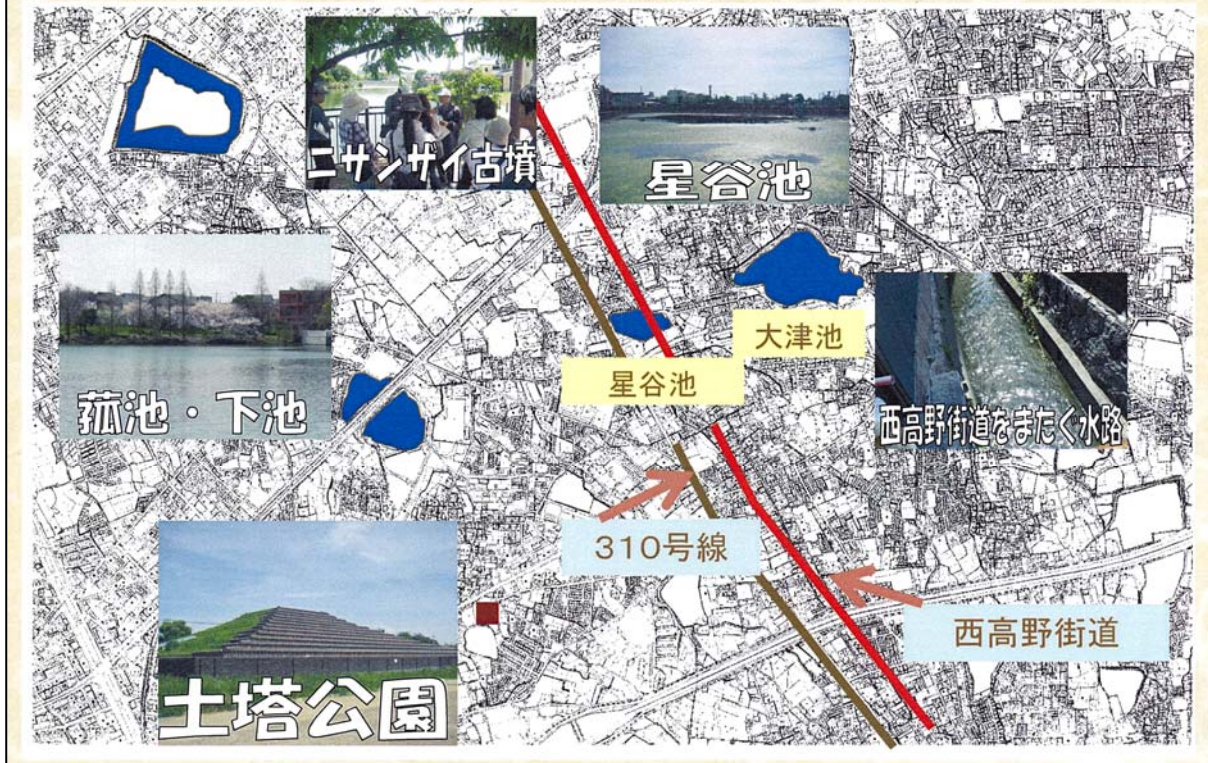 ニサンザイ古墳
星谷池
菰池・下池
大津池
星谷池
西高野街道をまたぐ水路
310号線
西高野街道
土塔公園